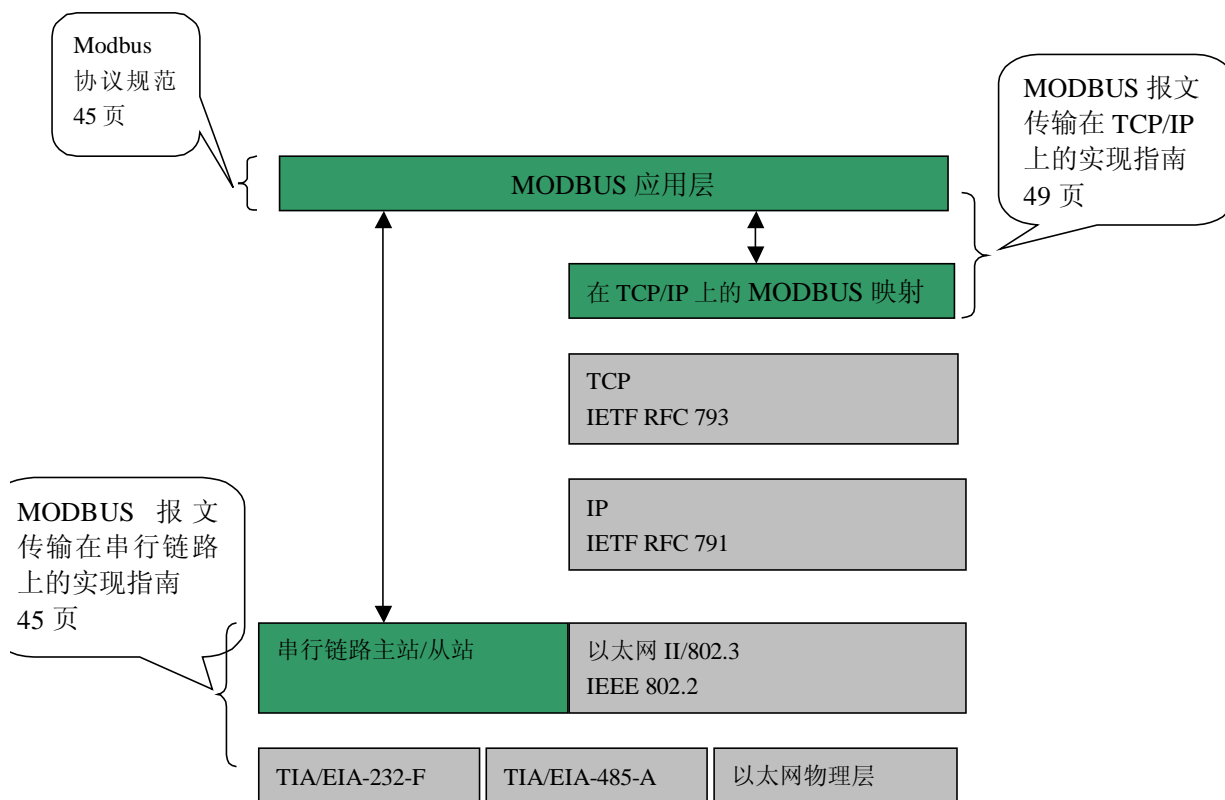 Modbus
协议规范
45 页
MODBUS 报文
传输在 TCP/IP
上的实现指南
49 页
MODBUS 应用层
在 TCP/IP 上的 MODBUS 映射
TCP
IETF RFC 793
IP
IETF RFC 791
MODBUS 报文
传输在串行链路
上的实现指南
45 页
串行链路主站/从站
以太网 II/802.3
IEEE 802.2
TIA/EIA-232-F
TIA/EIA-485-A
以太网物理层